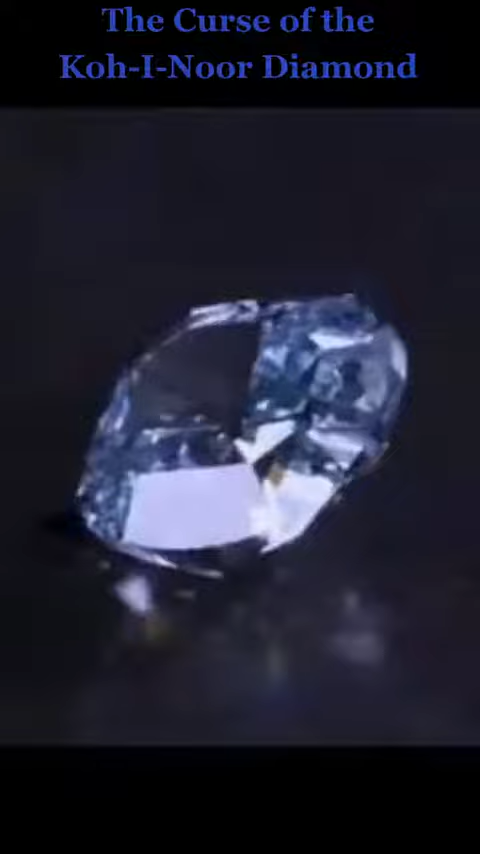 The Curse of the
Koh-I-Noor Diamond